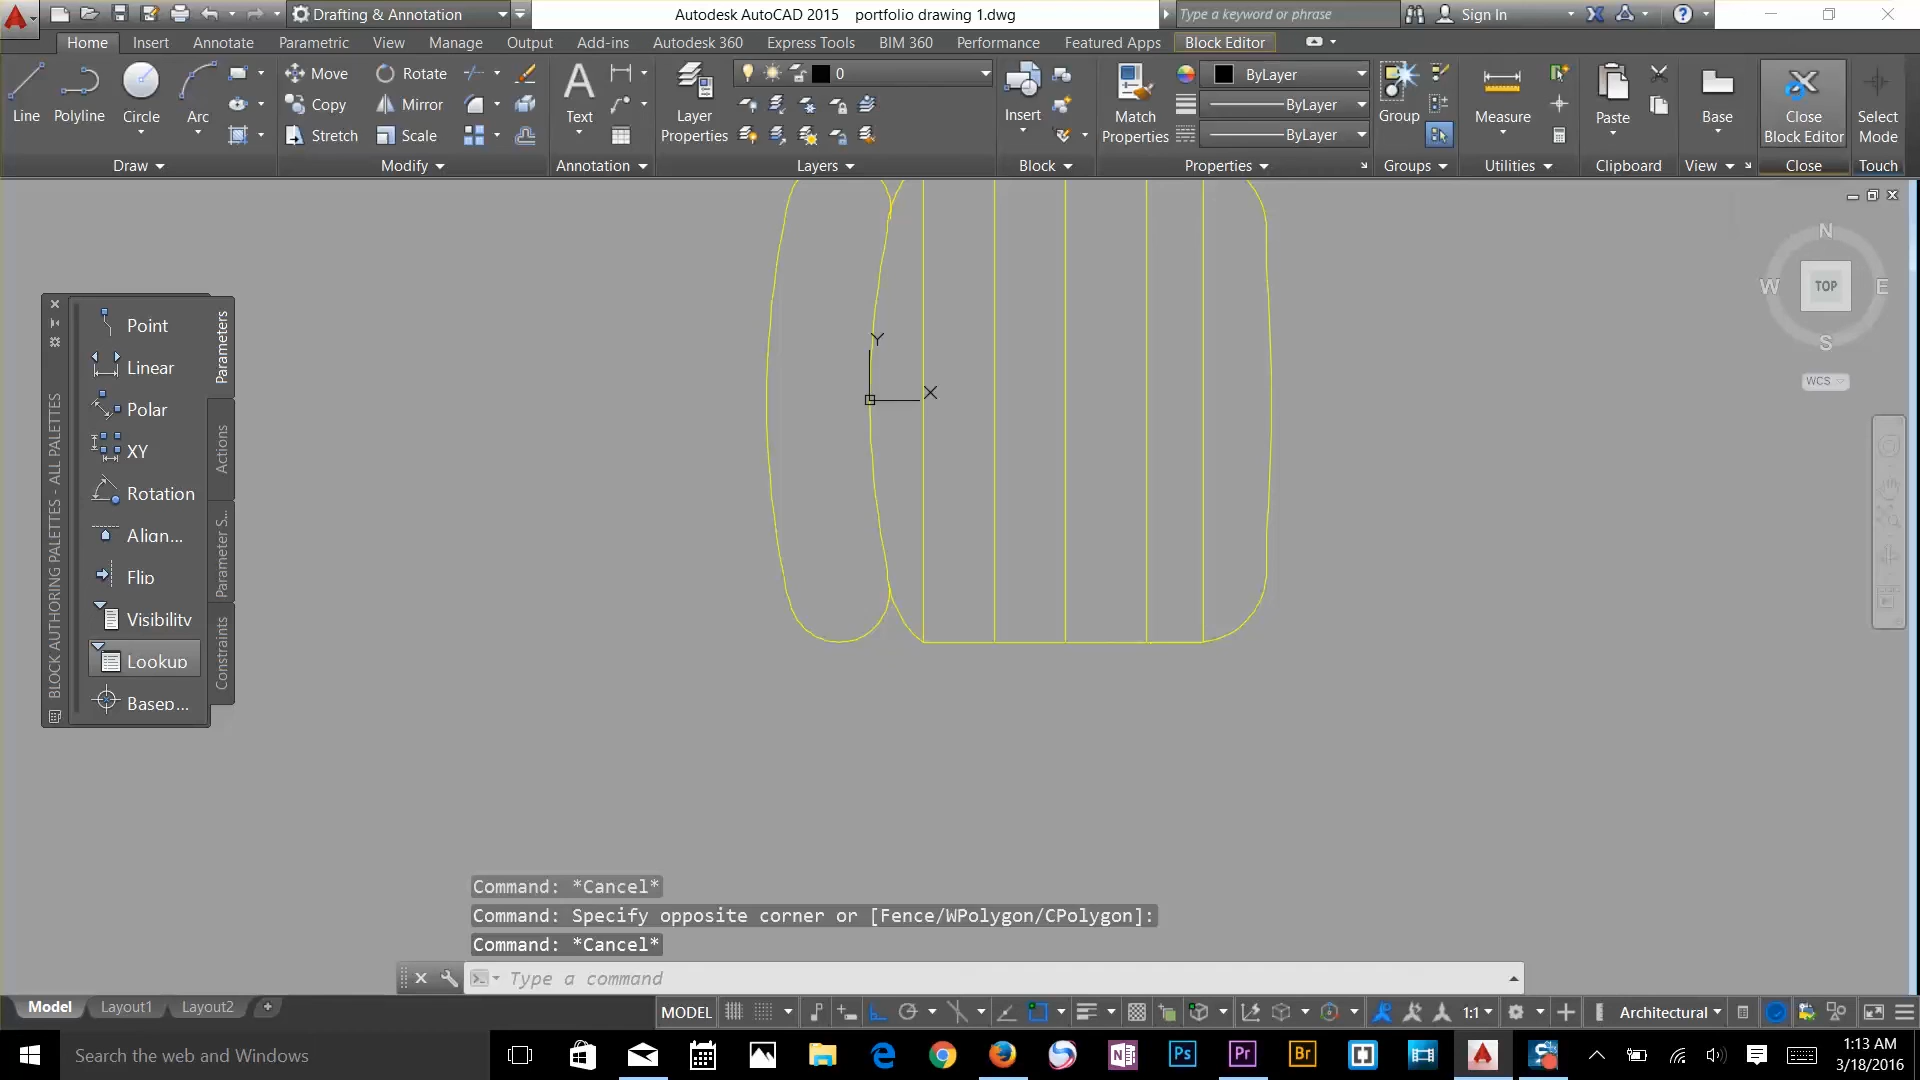 Drafting & Annotation
Autodesk AutoCAD 2015 portfolio drawing 1.dwg
Type a keyword or phrase
Sign In
Home Insert Annotate Parametric View Manage Output Add-ins Autodesk 360 Express Tools BIM 360 Performance Featured Apps Block Editor
Line Polyline Circle Arc
Move Rotate
Copy Mirror
Stretch Scale
Text
Layer Properties
0
Insert
Match Properties
ByLayer
ByLayer
ByLayer
Group
Measure
Paste
Base
Close Block Editor
Select Mode
Draw Modify Annotation Layers Block Properties Groups Utilities Clipboard View Close Touch
N
W TOP E
S
WCS
Y
X
BLOCK AUTHORING PALETTES - ALL PALETTES
Point
Linear
Polar
XY
Rotation
Alian...
Flip
Visibility
Lookup
Basep...
Parameters
Actions
Parameter S...
Constraints
Command: *Cancel*
Command: Specify opposite corner or [Fence/WPolygon/CPolygon]:
Command: *Cancel*
Type a command
Model Layout1 Layout2
MODEL
1:1
Architectural
Search the web and Windows
N
Ps
Pr
Br
1:13 AM
3/18/2016